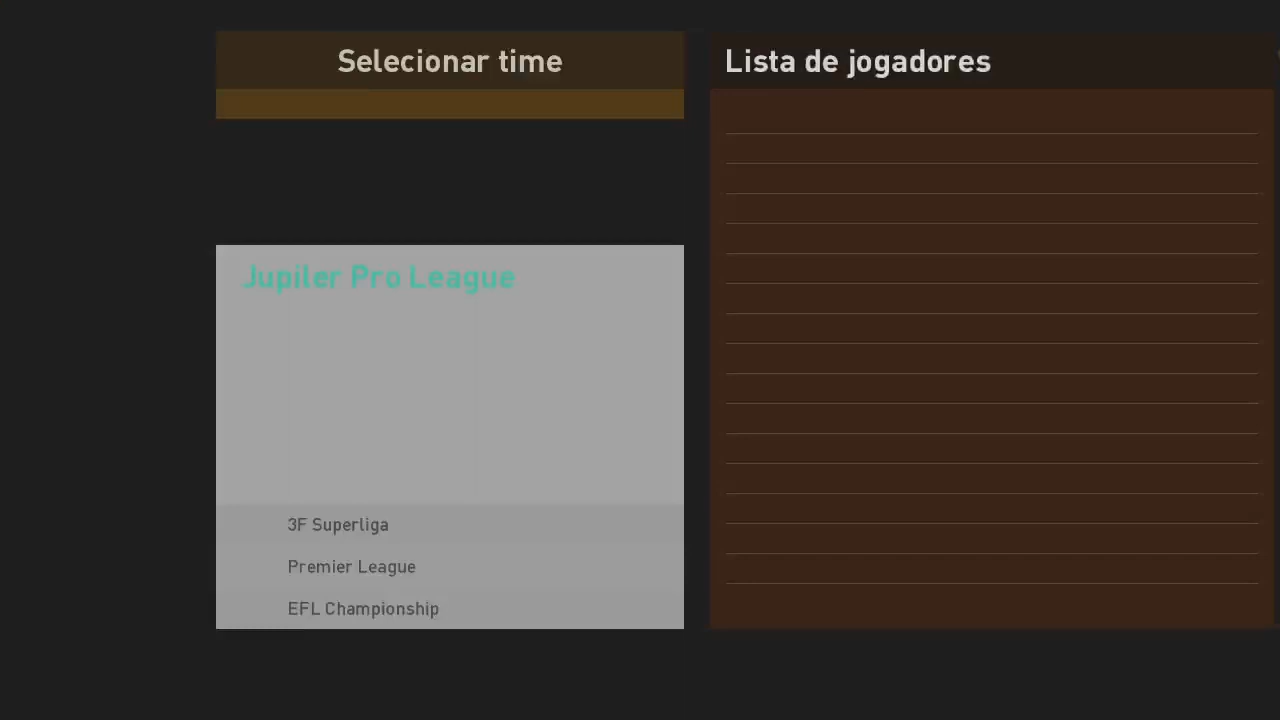 Selecionar time
Lista de jogadores
Jupiler Pro League
3F Superliga
Premier League
EFL Championship